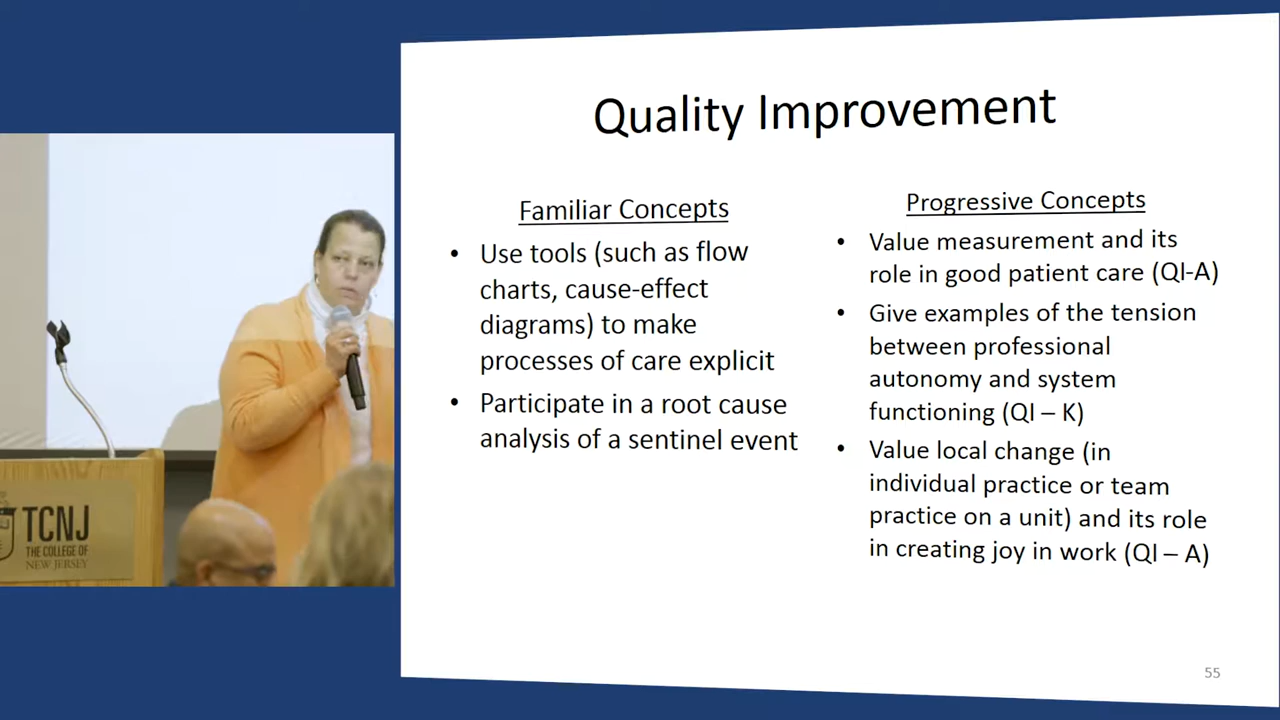 Quality Improvement
Familiar Concepts
• Use tools (such as flow
charts, cause-effect
diagrams) to make
processes of care explicit
• Participate in a root cause
analysis of a sentinel event
Progressive Concepts
• Value measurement and its
role in good patient care (QI-A)
• Give examples of the tension
between professional
autonomy and system
functioning (QI – K)
• Value local change (in
individual practice or team
practice on a unit) and its role
in creating joy in work (QI – A)
55
TCNJ
THE COLLEGE OF
NEW JERSEY